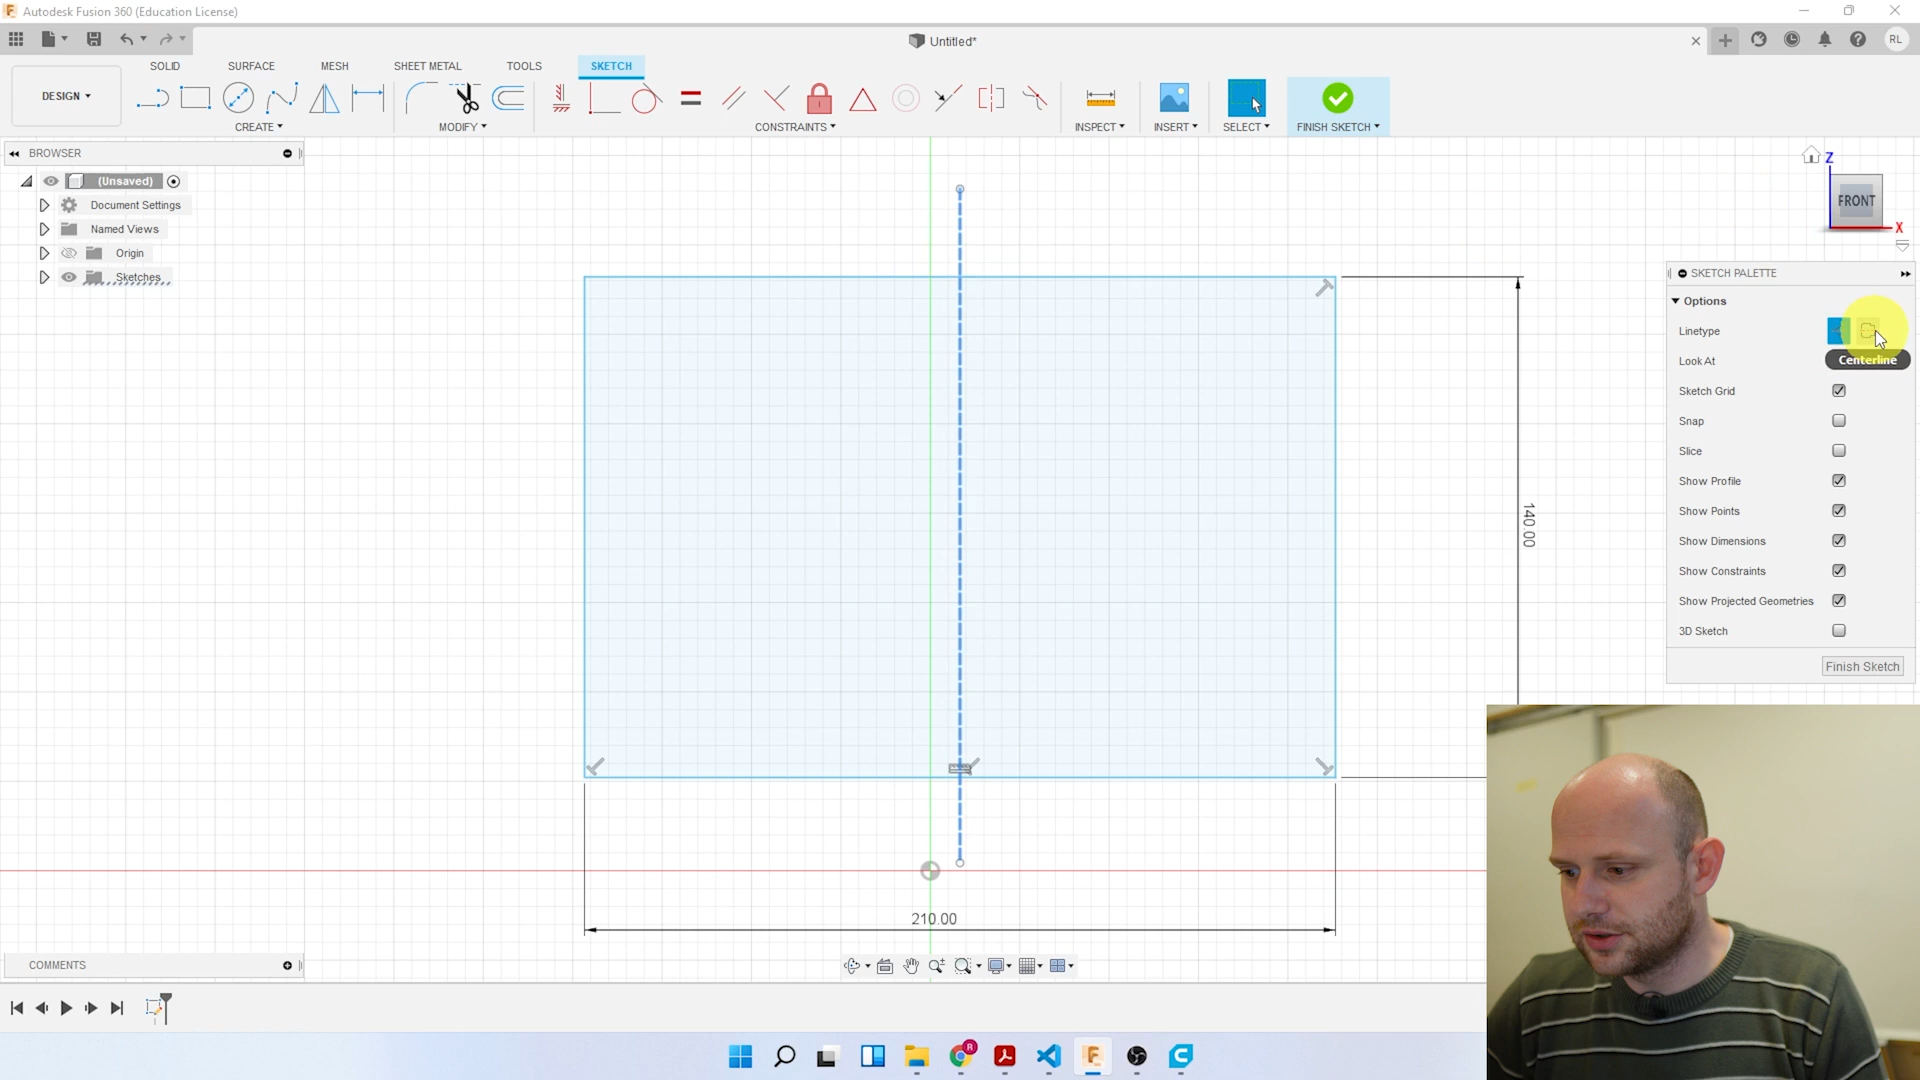 Autodesk Fusion 360 (Education License)
Untitled*
RL
DESIGN
SOLID
SURFACE
MESH
SHEET METAL
TOOLS
SKETCH
CREATE
MODIFY
CONSTRAINTS
INSPECT
INSERT
SELECT
FINISH SKETCH
BROWSER
(Unsaved)
Document Settings
Named Views
Origin
Sketches
Z
FRONT
X
SKETCH PALETTE
Options
Linetype
Look At
Centerline
Sketch Grid
Snap
Slice
Show Profile
Show Points
Show Dimensions
Show Constraints
Show Projected Geometries
3D Sketch
Finish Sketch
140.00
210.00
COMMENTS
R